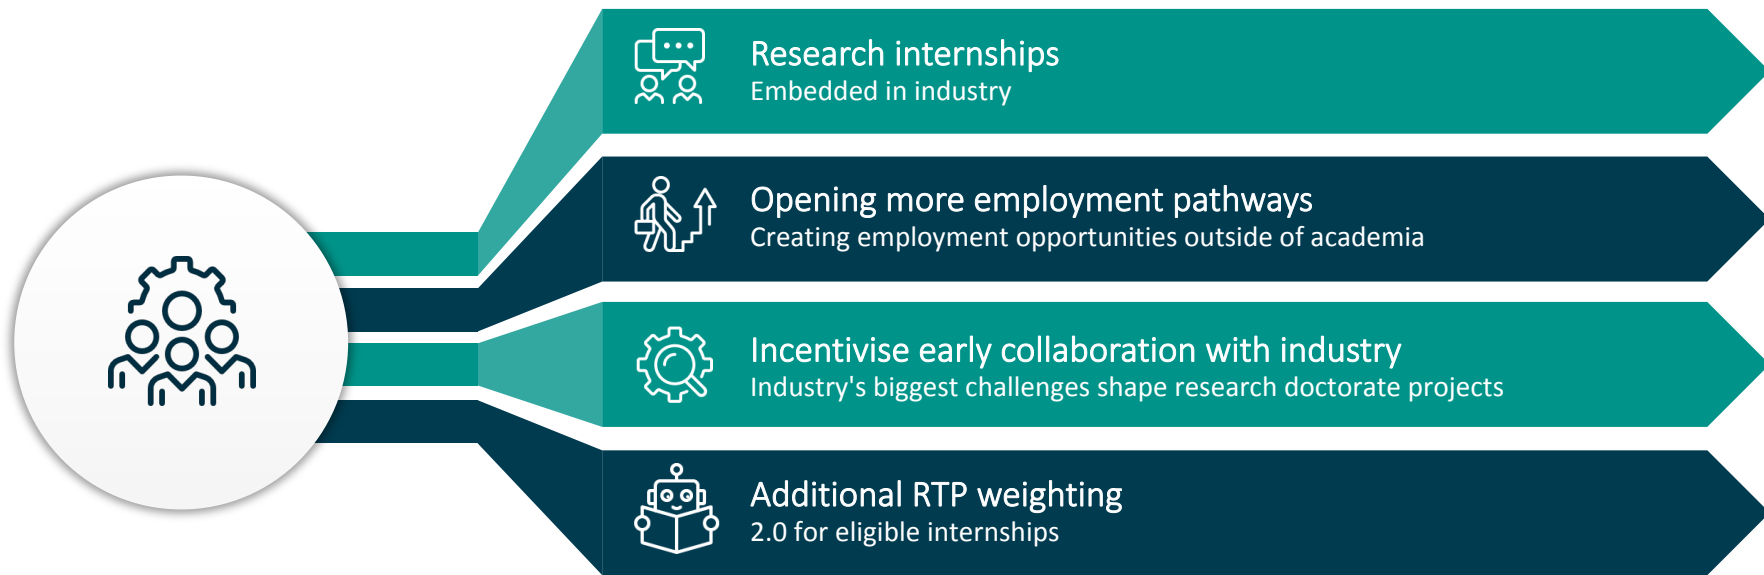 Research internships
Embedded in industry
Opening more employment pathways
Creating employment opportunities outside of academia
Incentivise early collaboration with industry
Industry's biggest challenges shape research doctorate projects
Additional RTP weighting
2.0 for eligible internships